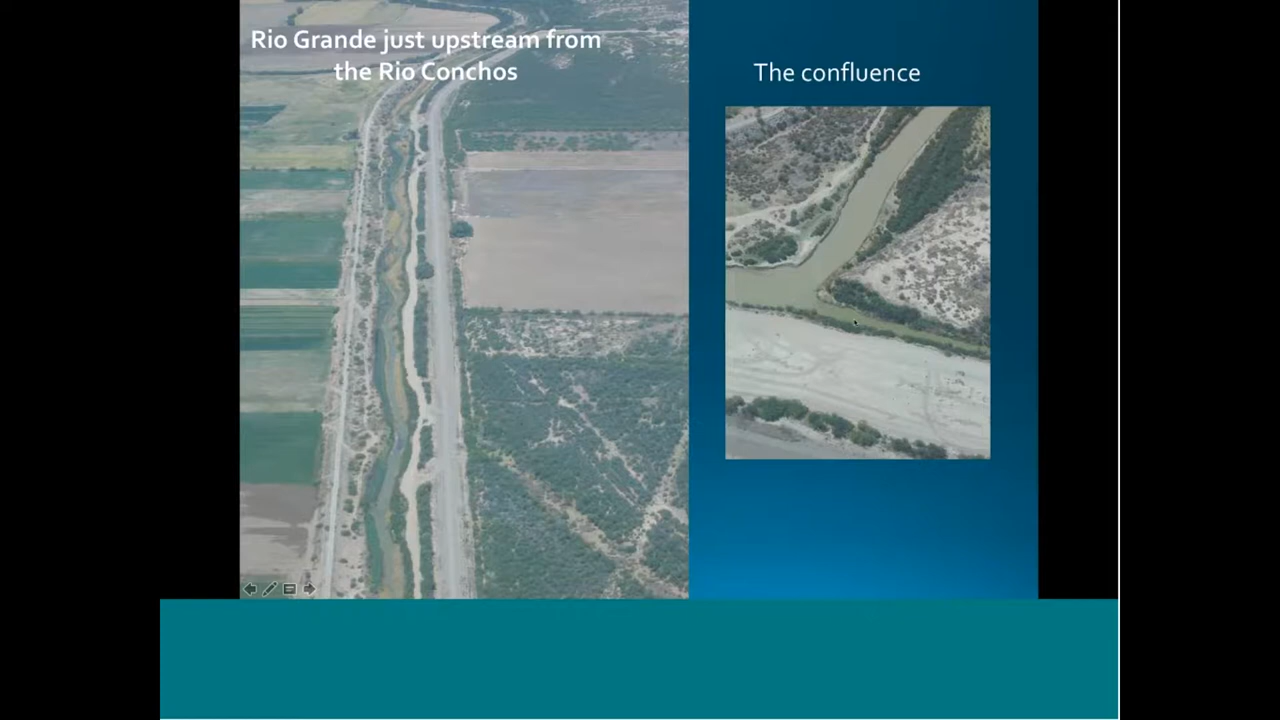 Rio Grande just upstream from
the Rio Conchos
The confluence